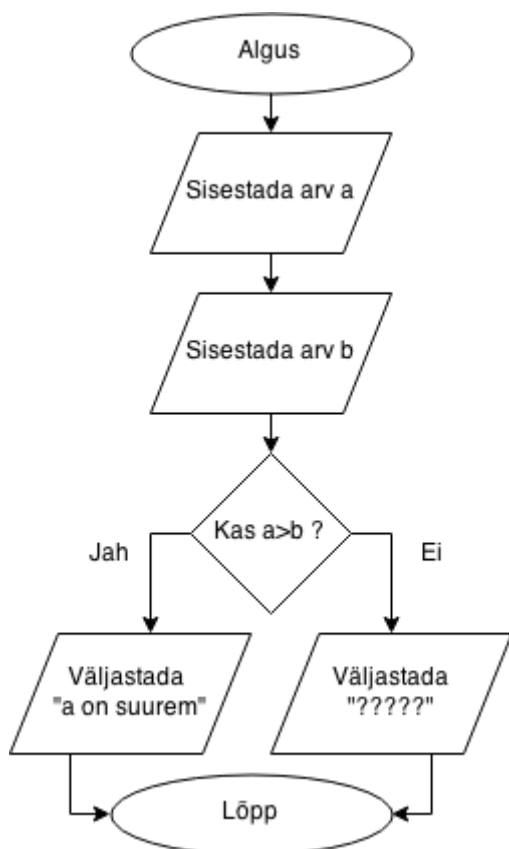 Algus
Sisestada arv a
Sisestada arv b
Kas a>b ?
Jah
Ei
Väljastada
"a on suurem"
Väljastada
"?????"
Lõpp